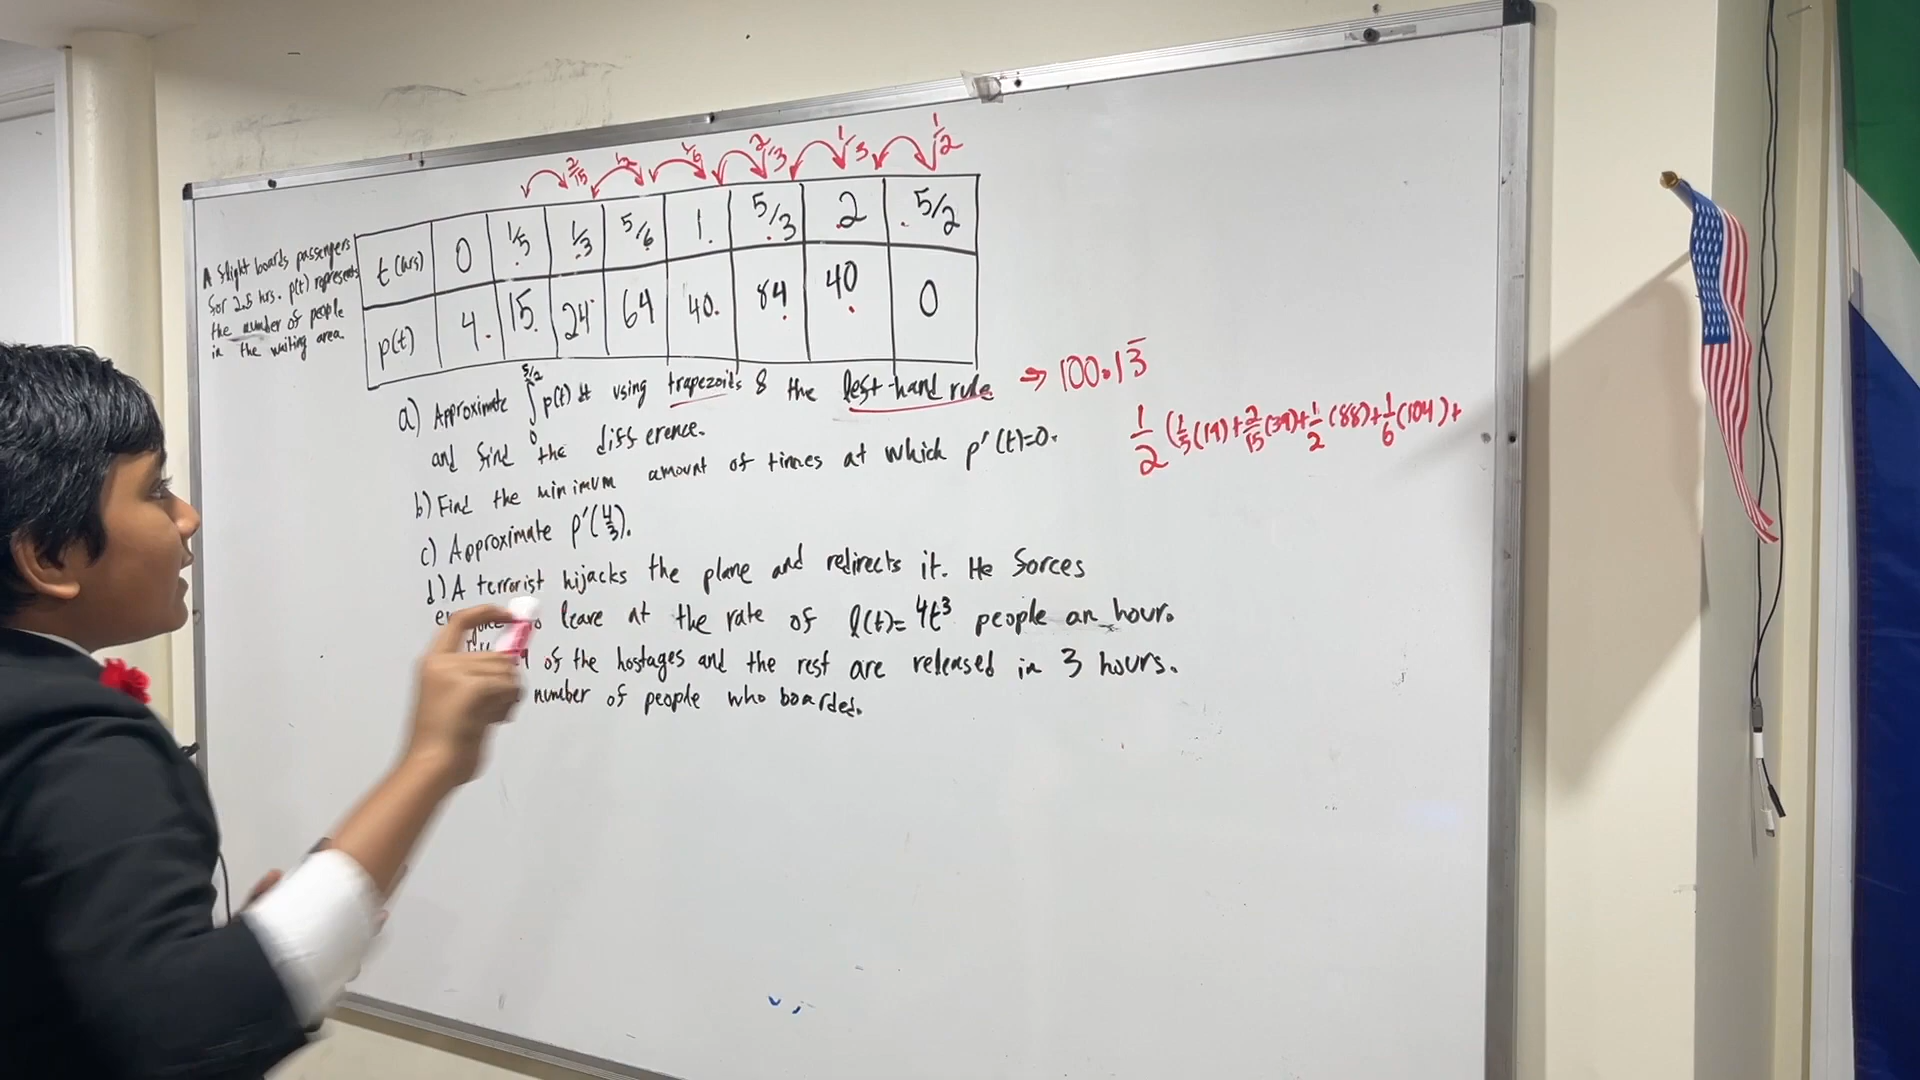 2/15 1/2 1/6 2/3 1/3 1/2
A flight boards passengers
for 2.5 hrs. p(t) represents
the number of people
in the waiting area.
t (hrs) 0 1/5 1/3 5/6 1 5/3 2 5/2
p(t) 4 15 24 64 40 84 40 0
a) Approximate ∫₀^5/2 p(t) dt using trapezoids & the left-hand rule → 100.13̅
and find the difference.
1/2 (1/5(19)+2/15(39)+1/2(88)+1/6(104)+
b) Find the minimum amount of times at which p'(t)=0.
c) Approximate p'(4/3).
d) A terrorist hijacks the plane and redirects it. He forces
leave at the rate of l(t)= 4t³ people an hour.
of the hostages and the rest are released in 3 hours.
number of people who boarded.